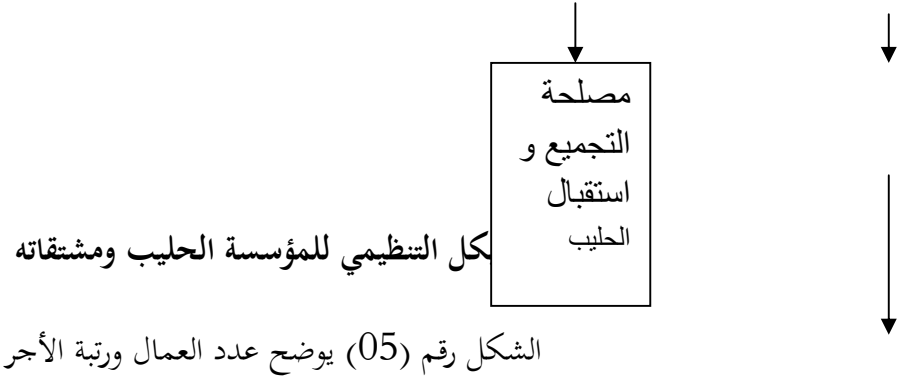 مصلحة
التجميع و
استقبال
الحليب
كل التنظيمي للمؤسسة الحليب ومشتقاته
الشكل رقم (05) يوضح عدد العمال ورتبة الأجر